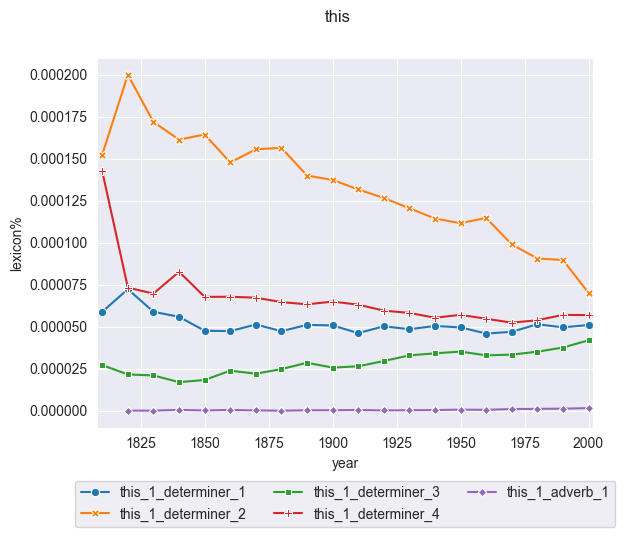 this
0.000200
0.000175
0.000150
0.000125
0.000100
0.000075
0.000050
0.000025
0.000000
lexicon%
1825 1850 1875 1900 1925 1950 1975 2000
year
this_1_determiner_1 this_1_determiner_3 this_1_adverb_1
this_1_determiner_2 this_1_determiner_4